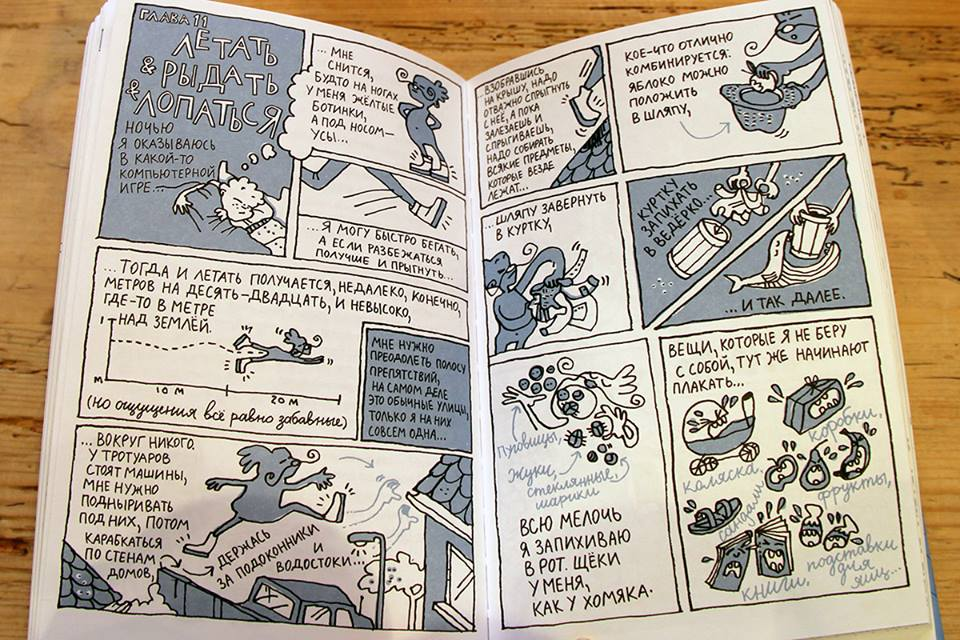 ГЛАВА 11
ЛЕТАТЬ
& РЫДАТЬ
& ЛОПАТЬСЯ
НОЧЬЮ
Я ОКАЗЫВАЮСЬ
В КАКОЙ-ТО
КОМПЬЮТЕРНОЙ
ИГРЕ...
... МНЕ
СНИТСЯ,
БУДТО НА НОГАХ
У МЕНЯ ЖЁЛТЫЕ
БОТИНКИ,
А ПОД НОСОМ—
УСЫ...
...Я МОГУ БЫСТРО БЕГАТЬ,
А ЕСЛИ РАЗБЕЖАТЬСЯ
ПОЛУЧШЕ И ПРЫГНУТЬ...
...ТОГДА И ЛЕТАТЬ ПОЛУЧАЕТСЯ, НЕДАЛЕКО, КОНЕЧНО,
МЕТРОВ НА ДЕСЯТЬ—ДВАДЦАТЬ, И НЕВЫСОКО,
ГДЕ-ТО В МЕТРЕ
НАД ЗЕМЛЁЙ.
1
М
10 М
20 М
(но ощущения всё равно забавные)
МНЕ НУЖНО
ПРЕОДОЛЕТЬ ПОЛОСУ
ПРЕПЯТСТВИЙ,
НА САМОМ ДЕЛЕ
ЭТО ОБЫЧНЫЕ УЛИЦЫ,
ТОЛЬКО Я НА НИХ
СОВСЕМ ОДНА...
... ВОКРУГ НИКОГО.
У ТРОТУАРОВ
СТОЯТ МАШИНЫ,
МНЕ НУЖНО
ПОДНЫРИВАТЬ
ПОД НИХ, ПОТОМ
КАРАБКАТЬСЯ
ПО СТЕНАМ
ДОМОВ,
ДЕРЖАСЬ
ЗА ПОДОКОННИКИ
И
ВОДОСТОКИ...
ВЗОБРАВШИСЬ
НА КРЫШУ, НАДО
ОТВАЖНО СПРЫГНУТЬ
С НЕЁ, А ПОКА
ЗАЛЕЗАЕШЬ И
СПРЫГИВАЕШЬ,
НАДО СОБИРАТЬ
ВСЯКИЕ ПРЕДМЕТЫ,
КОТОРЫЕ ВЕЗДЕ
ЛЕЖАТ...
КОЕ-ЧТО ОТЛИЧНО
КОМБИНИРУЕТСЯ:
ЯБЛОКО МОЖНО
ПОЛОЖИТЬ
В ШЛЯПУ,
...ШЛЯПУ ЗАВЕРНУТЬ
В КУРТКУ,
КУРТКУ
ЗАПИХАТЬ
В ВЕДЁРКО...
...И ТАК ДАЛЕЕ.
Пуговицы,
Жуки,
стеклянные
шарики
ВСЮ МЕЛОЧЬ
Я ЗАПИХИВАЮ
В РОТ. ЩЁКИ
У МЕНЯ,
КАК У ХОМЯКА.
ВЕЩИ, КОТОРЫЕ Я НЕ БЕРУ
С СОБОЙ, ТУТ ЖЕ НАЧИНАЮТ
ПЛАКАТЬ...
коробки,
коляска,
фрукты,
сандали
книги,
подставки
для
яиц...